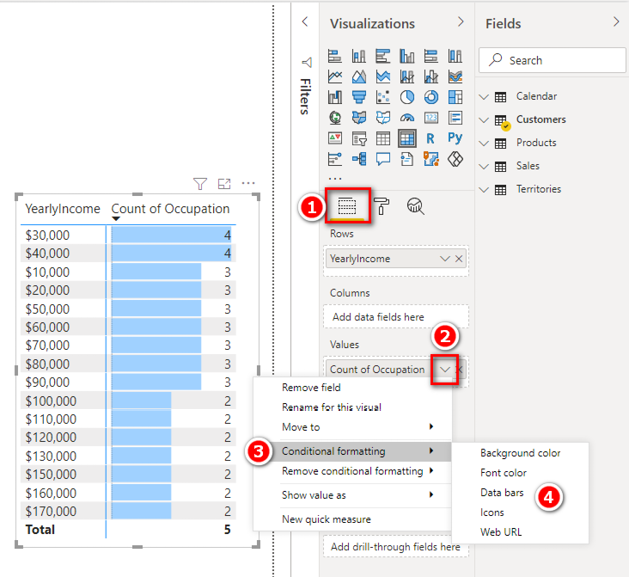 Visualizations
Fields
Filters
Search
Calendar
Customers
Products
Sales
Territories
R Py
1
Rows
YearlyIncome
Columns
Add data fields here
2
Values
Count of Occupation
YearlyIncome Count of Occupation
$30,000 4
$40,000 4
$10,000 3
$20,000 3
$50,000 3
$60,000 3
$70,000 3
$80,000 3
$90,000 3
$100,000 2
$110,000 2
$120,000 2
$130,000 2
$150,000 2
$160,000 2
$170,000 2
Total 5
Remove field
Rename for this visual
Move to
3
Conditional formatting
Remove conditional formatting
Show value as
New quick measure
Background color
Font color
Data bars
4
Icons
Web URL
Add drill-through fields here